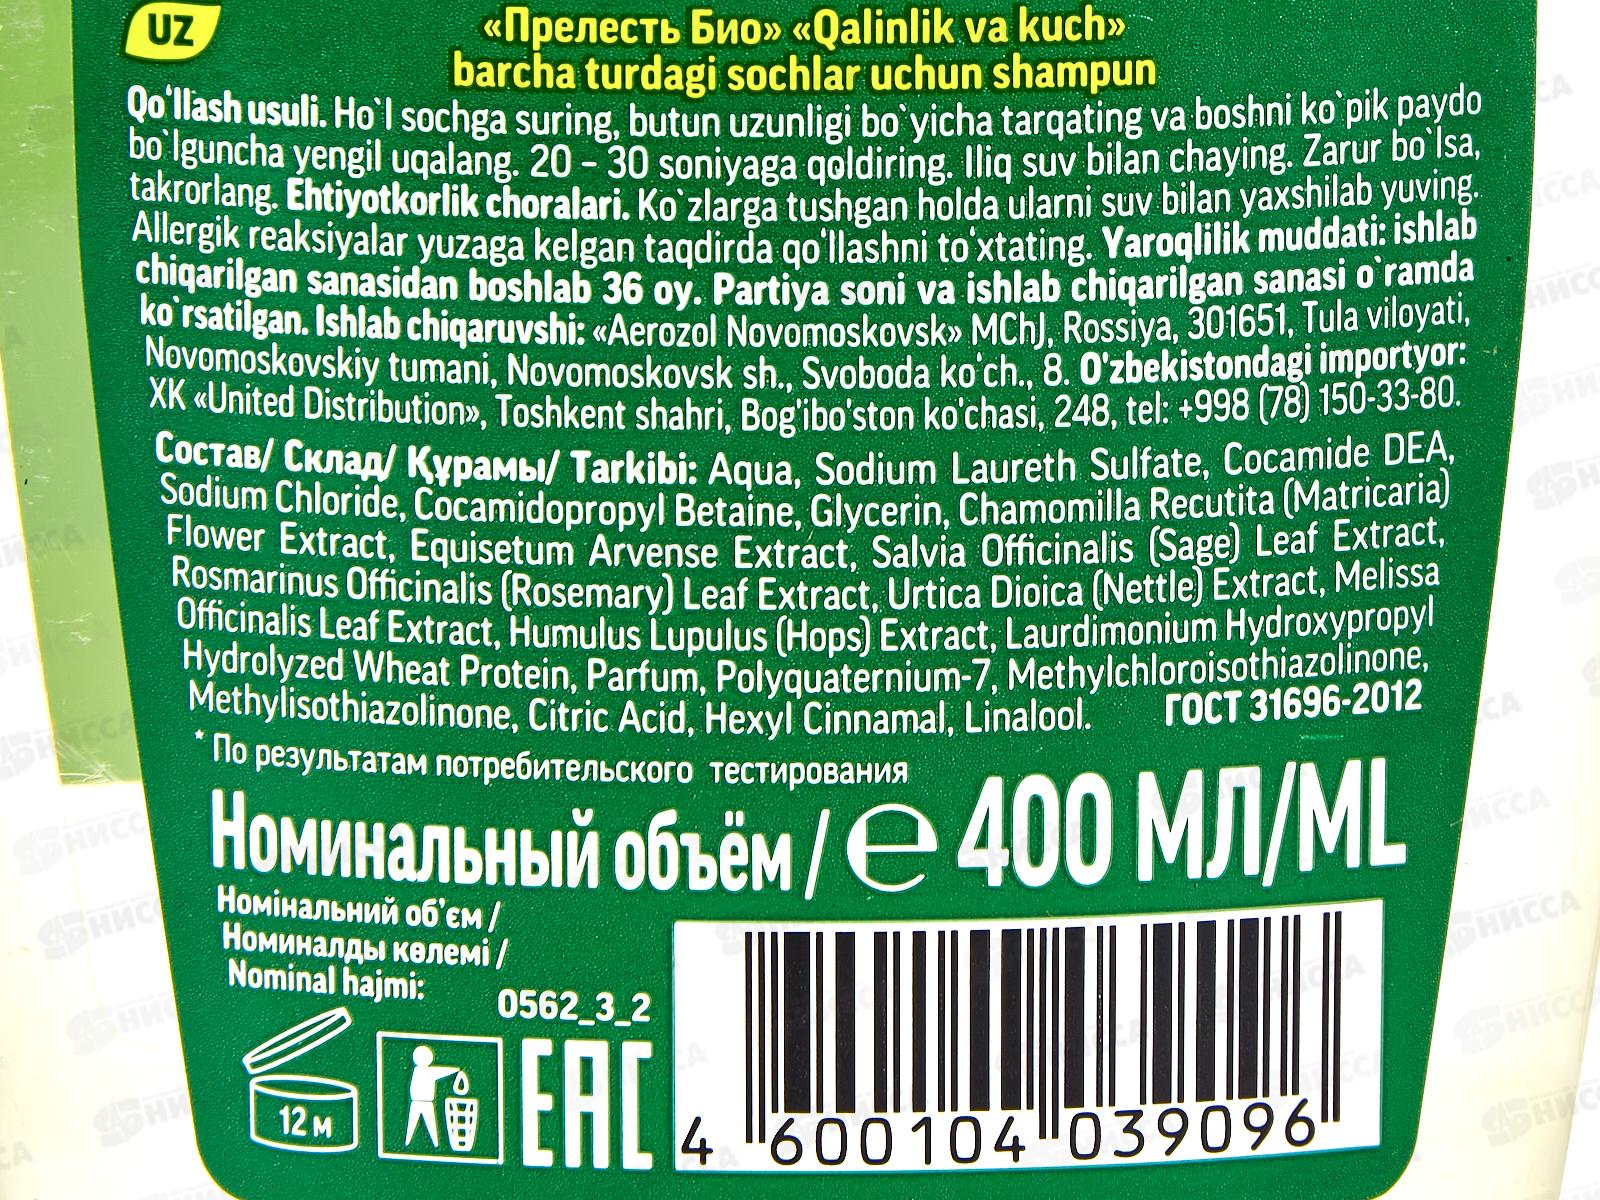 UZ
«Прелесть Био» «Qalinlik va kuch»
barcha turdagi sochlar uchun shampun
Qo'llash usuli. Ho`l sochga suring, butun uzunligi bo`yicha tarqating va boshni ko`pik paydo
bo`lguncha yengil uqalang. 20 – 30 soniyaga qoldiring. Iliq suv bilan chaying. Zarur bo`lsa,
takrorlang. Ehtiyotkorlik choralari. Ko`zlarga tushgan holda ularni suv bilan yaxshilab yuving.
Allergik reaksiyalar yuzaga kelgan taqdirda qo'llashni to'xtating. Yaroqlilik muddati: ishlab
chiqarilgan sanasidan boshlab 36 oy. Partiya soni va ishlab chiqarilgan sanasi o`ramda
ko`rsatilgan. Ishlab chiqaruvshi: «Aerozol Novomoskovsk» MChJ, Rossiya, 301651, Tula viloyati,
Novomoskovskiy tumani, Novomoskovsk sh., Svoboda ko'ch., 8. O'zbekistondagi importyor:
XK «United Distribution», Toshkent shahri, Bog'ibo'ston ko'chasi, 248, tel: +998 (78) 150-33-80.
Состав/ Склад/ Құрамы/ Tarkibi: Aqua, Sodium Laureth Sulfate, Cocamide DEA,
Sodium Chloride, Cocamidopropyl Betaine, Glycerin, Chamomilla Recutita (Matricaria)
Flower Extract, Equisetum Arvense Extract, Salvia Officinalis (Sage) Leaf Extract,
Rosmarinus Officinalis (Rosemary) Leaf Extract, Urtica Dioica (Nettle) Extract, Melissa
Officinalis Leaf Extract, Humulus Lupulus (Hops) Extract, Laurdimonium Hydroxypropyl
Hydrolyzed Wheat Protein, Parfum, Polyquaternium-7, Methylchloroisothiazolinone,
Methylisothiazolinone, Citric Acid, Hexyl Cinnamal, Linalool. ГОСТ 31696-2012
* По результатам потребительского тестирования
Номинальный объём / e 400 МЛ/ML
Номінальний об'єм /
Номиналды көлемі /
Nominal hajmi:
0562_3_2
12 м
EAC
4 600104 039096
НИССА